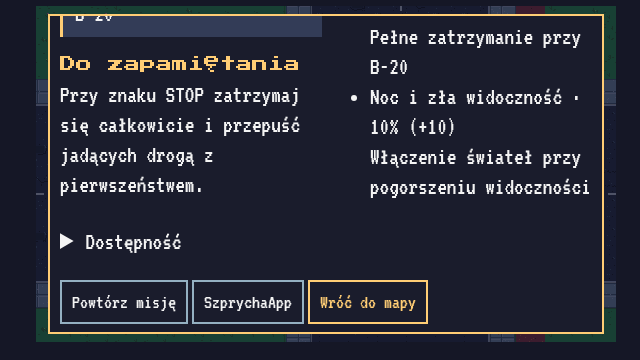 B-20
Do zapamiętania
Przy znaku STOP zatrzymaj
się całkowicie i przepuść
jadących drogą z
pierwszeństwem.
Pełne zatrzymanie przy
B-20
• Noc i zła widoczność ·
10% (+10)
Włączenie świateł przy
pogorszeniu widoczności
▶ Dostępność
Powtórz misję
SzprychaApp
Wróć do mapy